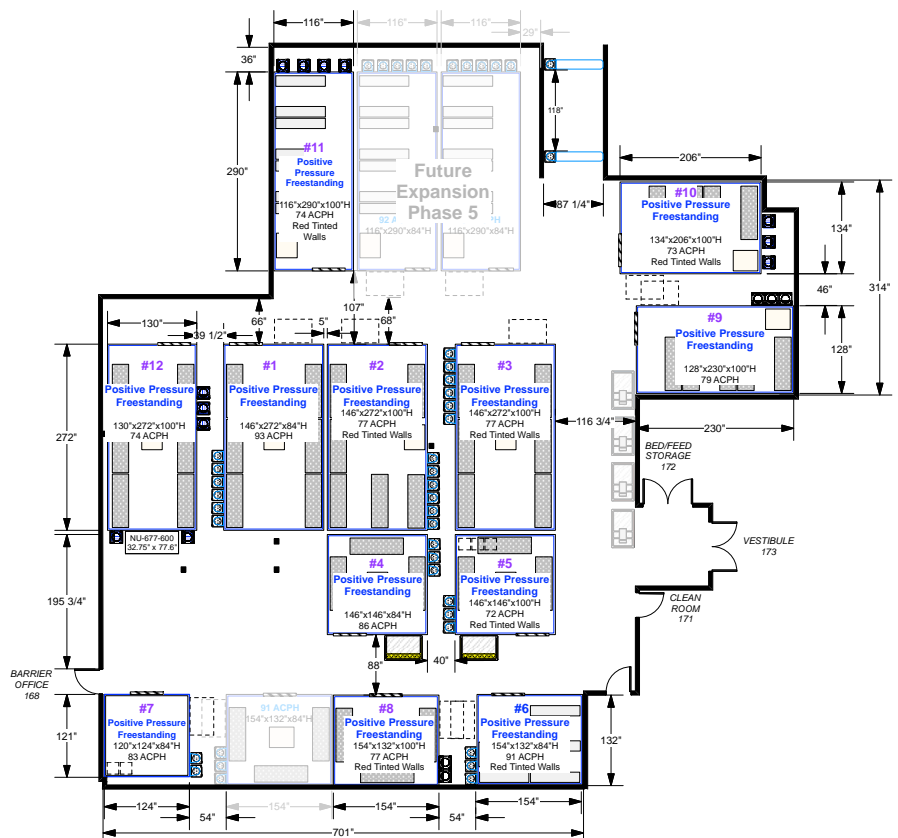 116"
116"
116"
29"
36"
118"
290"
#11
Positive
Pressure
Freestanding
116"x290"x100"H
74 ACPH
Red Tinted
Walls
Future
Expansion
Phase 5
116"x290"x84"H
116"x290"x84"H
87 1/4"
206"
#10
Positive Pressure
Freestanding
134"x206"x100"H
73 ACPH
Red Tinted Walls
134"
46"
314"
128"
#9
Positive Pressure
Freestanding
128"x230"x100"H
79 ACPH
230"
107"
66"
68"
5"
130"
39 1/2"
272"
#12
Positive Pressure
Freestanding
130"x272"x100"H
74 ACPH
#1
Positive Pressure
Freestanding
146"x272"x84"H
93 ACPH
#2
Positive Pressure
Freestanding
146"x272"x100"H
77 ACPH
Red Tinted Walls
#3
Positive Pressure
Freestanding
146"x272"x100"H
77 ACPH
Red Tinted Walls
116 3/4"
BED/FEED
STORAGE
172
VESTIBULE
173
CLEAN
ROOM
171
NU-677-600
32.75" x 77.6"
195 3/4"
#4
Positive Pressure
Freestanding
146"x146"x84"H
86 ACPH
#5
Positive Pressure
Freestanding
146"x146"x100"H
72 ACPH
Red Tinted Walls
88"
40"
BARRIER
OFFICE
168
121"
#7
Positive Pressure
Freestanding
120"x124"x84"H
83 ACPH
91 ACPH
154"x132"x84"H
#8
Positive Pressure
Freestanding
154"x132"x100"H
77 ACPH
Red Tinted Walls
#6
Positive Pressure
Freestanding
154"x132"x84"H
91 ACPH
Red Tinted Walls
132"
124"
54"
154"
154"
54"
154"
701"